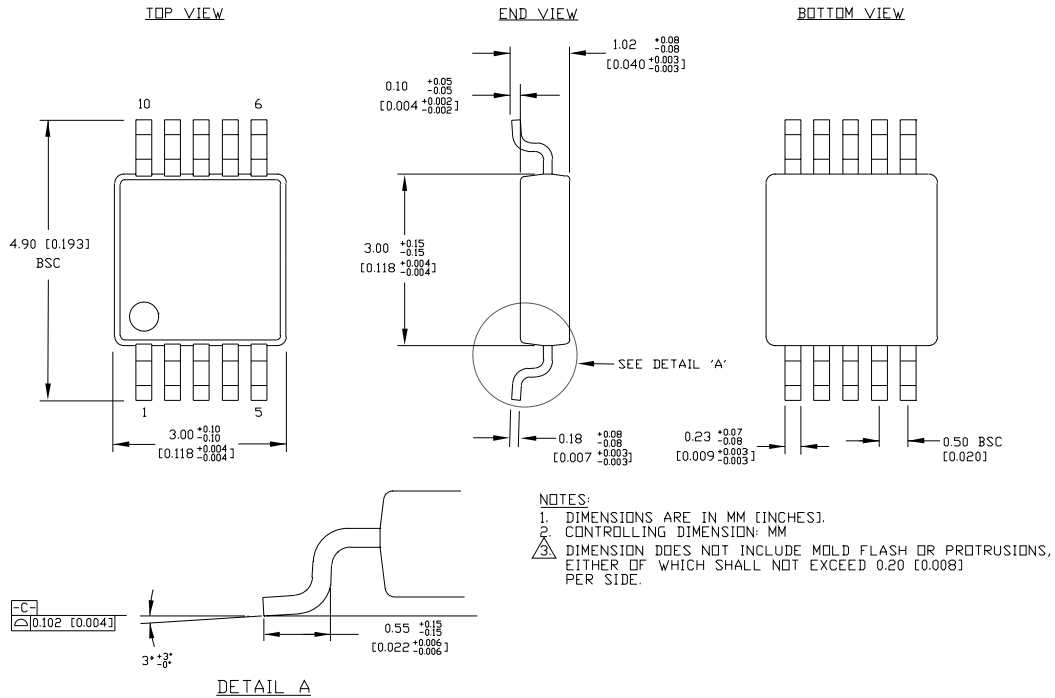 TOP VIEW
END VIEW
BOTTOM VIEW
1.02 +0.08 -0.08
[0.040 +0.003 -0.003]
0.10 +0.05 -0.05
[0.004 +0.002 -0.002]
10
6
4.90 [0.193]
BSC
3.00 +0.15 -0.15
[0.118 +0.004 -0.004]
SEE DETAIL 'A'
1
5
3.00 +0.10 -0.10
[0.118 +0.004 -0.004]
0.18 +0.08 -0.08
[0.007 +0.003 -0.003]
0.23 +0.07 -0.08
[0.009 +0.003 -0.003]
0.50 BSC
[0.020]
NOTES:
1. DIMENSIONS ARE IN MM [INCHES].
2. CONTROLLING DIMENSION: MM
3. DIMENSION DOES NOT INCLUDE MOLD FLASH OR PROTRUSIONS,
EITHER OF WHICH SHALL NOT EXCEED 0.20 [0.008]
PER SIDE.
-C-
0.102 [0.004]
3° +3° -0°
0.55 +0.15 -0.15
[0.022 +0.006 -0.006]
DETAIL A